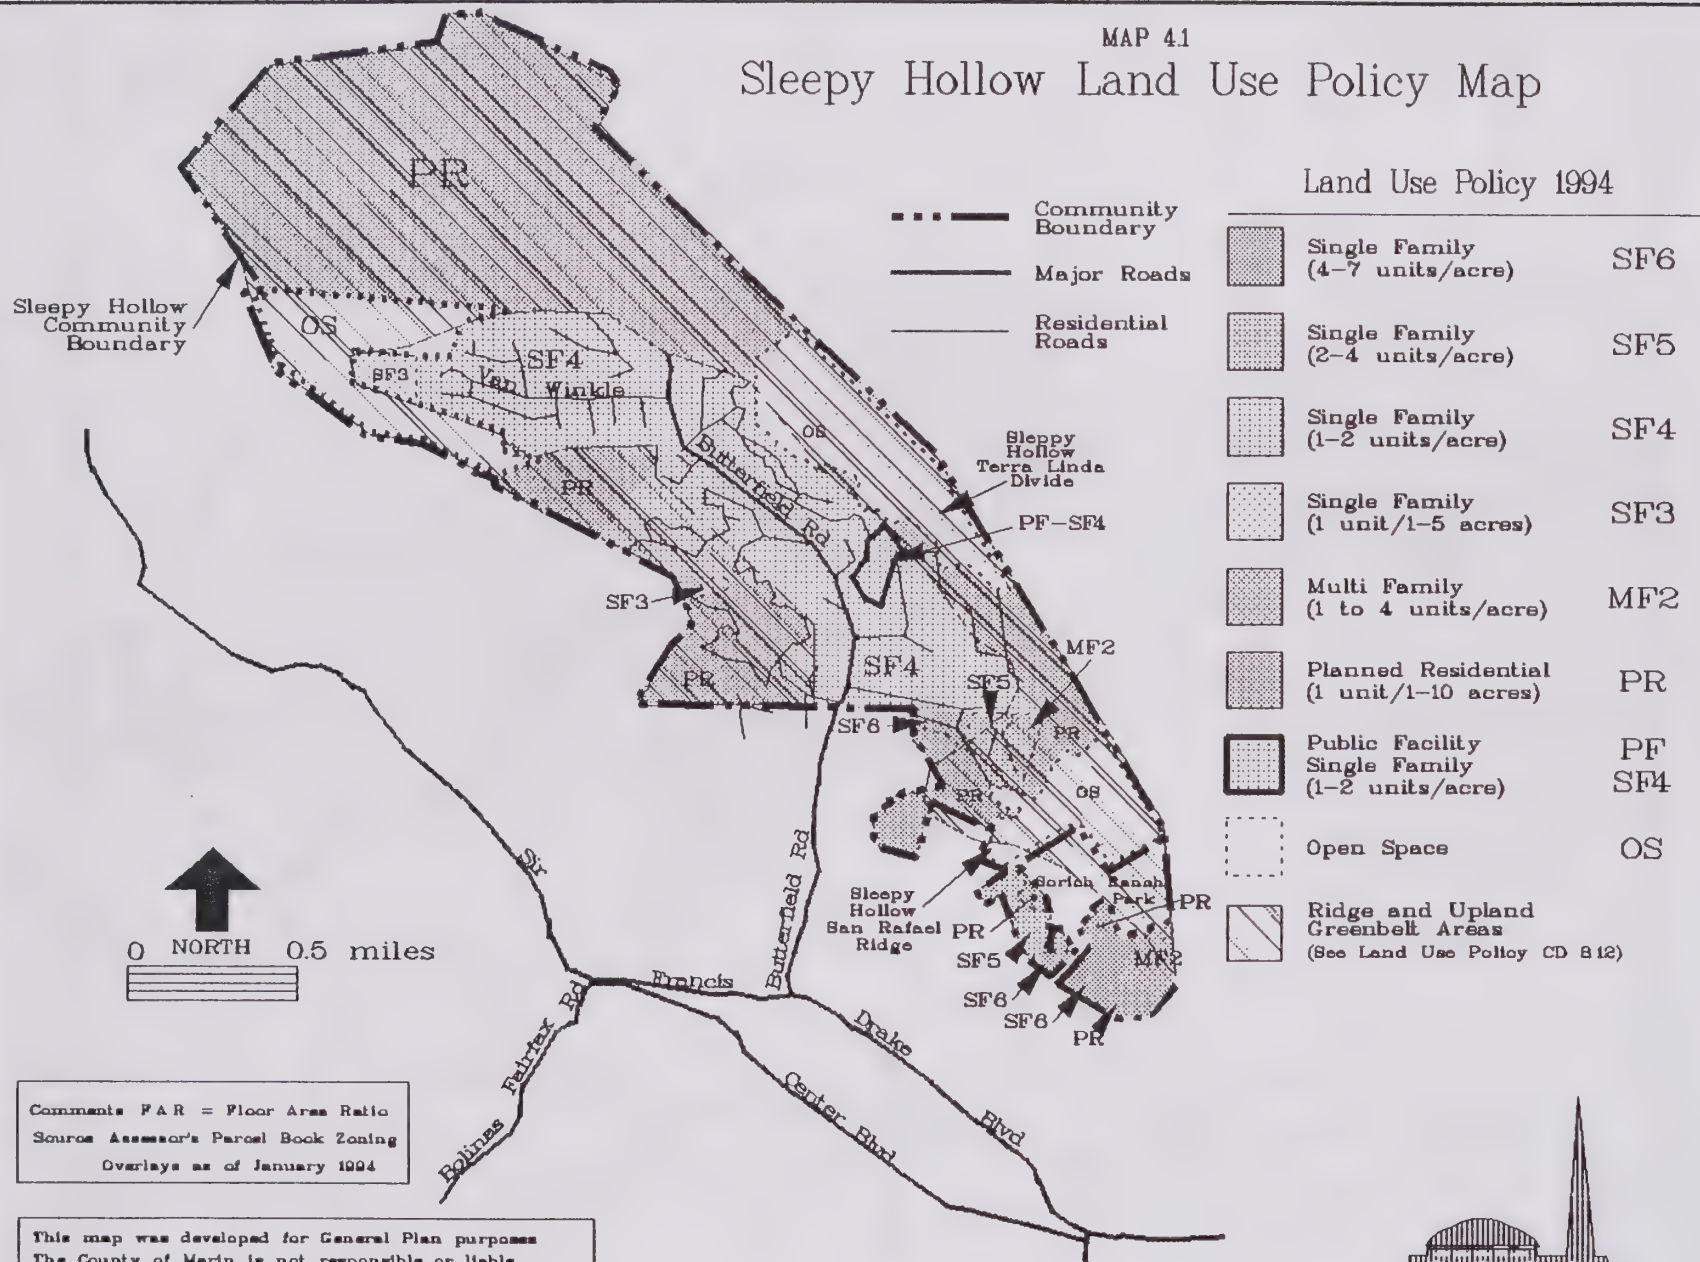 MAP 4.1
Sleepy Hollow Land Use Policy Map
Land Use Policy 1994
Community
Boundary
Major Roads
Residential
Roads
Single Family
(4-7 units/acre)
SF6
Single Family
(2-4 units/acre)
SF5
Single Family
(1-2 units/acre)
SF4
Single Family
(1 unit/1-5 acres)
SF3
Multi Family
(1 to 4 units/acre)
MF2
Planned Residential
(1 unit/1-10 acres)
PR
Public Facility
Single Family
(1-2 units/acre)
PF
SF4
Open Space
OS
Ridge and Upland
Greenbelt Areas
(See Land Use Policy CD 8.12)
PR
Sleepy Hollow
Community
Boundary
OS
SF4
SF3
Van Winkle
OS
Sleppy
Hollow
Terra Linda
Divide
Butterfield Rd
PR
PF-SF4
SF3
MF2
SF4
SF5
PR
SF6
PR
OS
PR
Sleepy
Hollow
San Rafael
Ridge
Sorich Ranch
Park
PR
PR
SF5
MF2
SF6
SF6
PR
Butterfield Rd
Sir
Francis
Drake
Blvd
Center Blvd
Bolinas Fairfax Rd
NORTH
0 0.5 miles
Comments F.A.R. = Floor Area Ratio
Source Assessor's Parcel Book Zoning
Overlays as of January 1994
This map was developed for General Plan purposes
The County of Marin is not responsible or liable